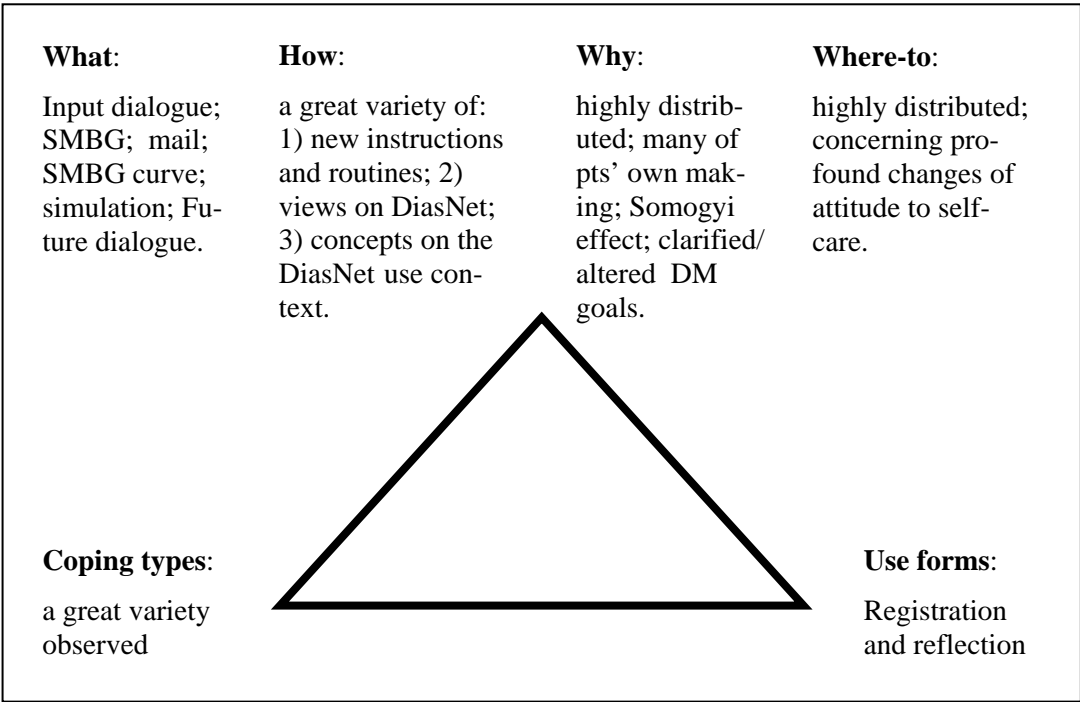 What:
Input dialogue;
SMBG; mail;
SMBG curve;
simulation; Fu-
ture dialogue.
How:
a great variety of:
1) new instructions
and routines; 2)
views on DiasNet;
3) concepts on the
DiasNet use con-
text.
Why:
highly distrib-
uted; many of
pts’ own mak-
ing; Somogyi
effect; clarified/
altered DM
goals.
Where-to:
highly distributed;
concerning pro-
found changes of
attitude to self-
care.
Coping types:
a great variety
observed
Use forms:
Registration
and reflection